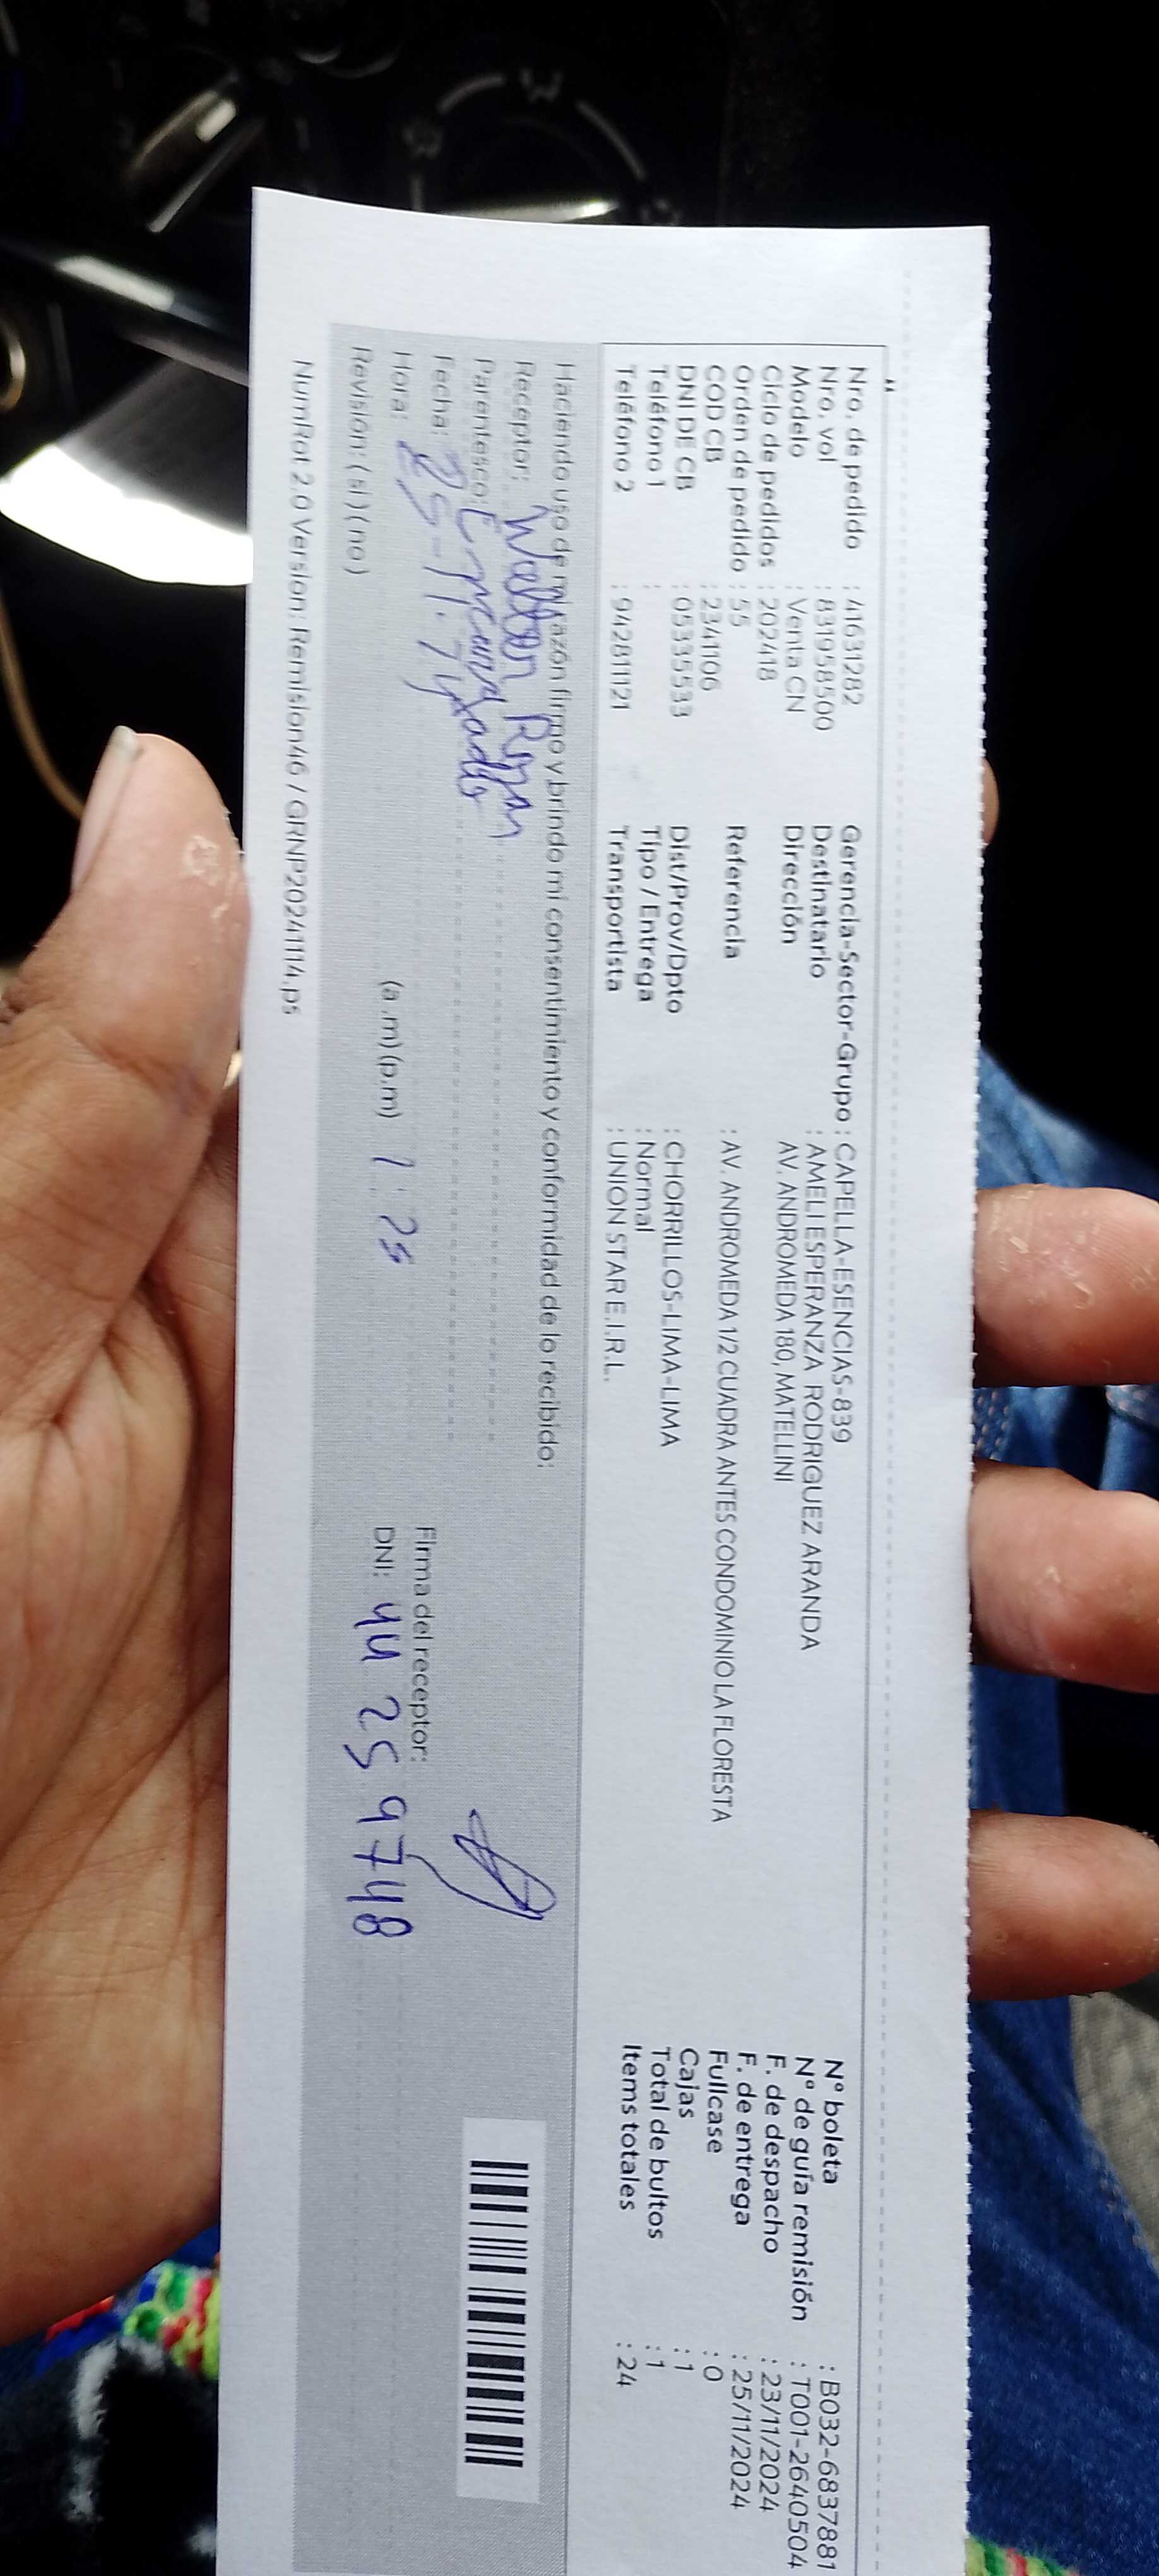 Nro. de pedido : 41631282
Nro. vol : 831958500
Modelo : Venta CN
Ciclo de pedidos : 202418
Orden de pedido : 55
COD CB : 2341106
DNI DE CB : 05335533
Teléfono 1 :
Teléfono 2 : 942811121
Gerencia-Sector-Grupo : CAPELLA-ESENCIAS-839
Destinatario : AMELI ESPERANZA RODRIGUEZ ARANDA
Dirección AV. ANDROMEDA 180, MATELLINI
Referencia : AV. ANDROMEDA 1/2 CUADRA ANTES CONDOMINIO LA FLORESTA
Dist/Prov/Dpto : CHORRILLOS-LIMA-LIMA
Tipo / Entrega : Normal
Transportista : UNION STAR E.I.R.L.
N° boleta : B032-6837881
N° de guía remisión : T001-2640504
F. de despacho : 23/11/2024
F. de entrega : 25/11/2024
Fullcase : 0
Cajas : 1
Total de bultos : 1
Items totales : 24
Haciendo uso de mi razón firmo y brindo mi consentimiento y conformidad de lo recibido:
Receptor: Walter
Parentesco:
Fecha: 25-11-24
Hora: (a.m)(p.m) 1:25
Revisión: (si)(no)
Firma del receptor:
DNI: 44259748
NumRot 2.0 Version: Remision46 / GRNP20241114.ps